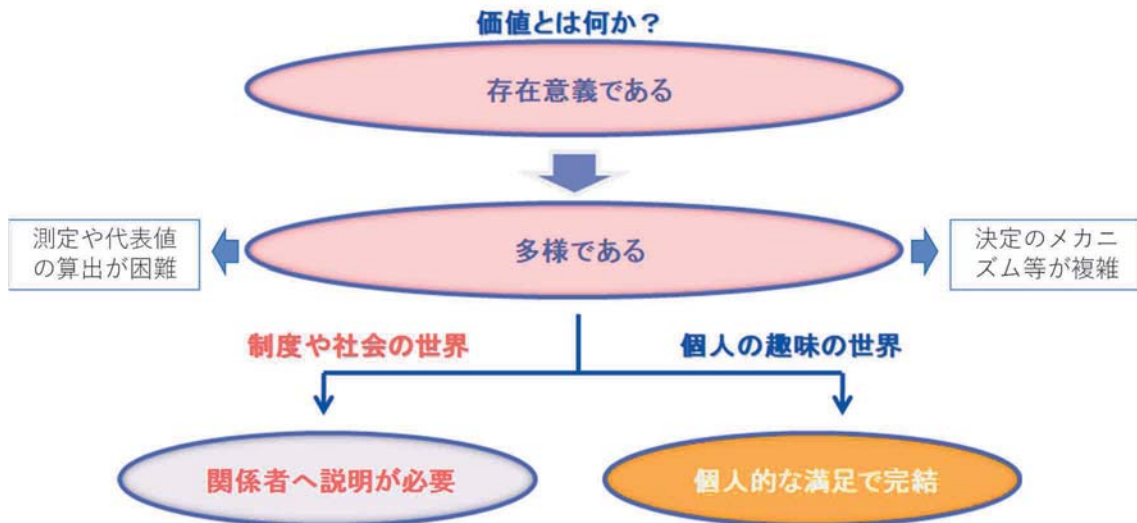 価値とは何か？
存在意義である
測定や代表値
の算出が困難
多様である
決定のメカニ
ズム等が複雑
制度や社会の世界
個人の趣味の世界
関係者へ説明が必要
個人的な満足で完結